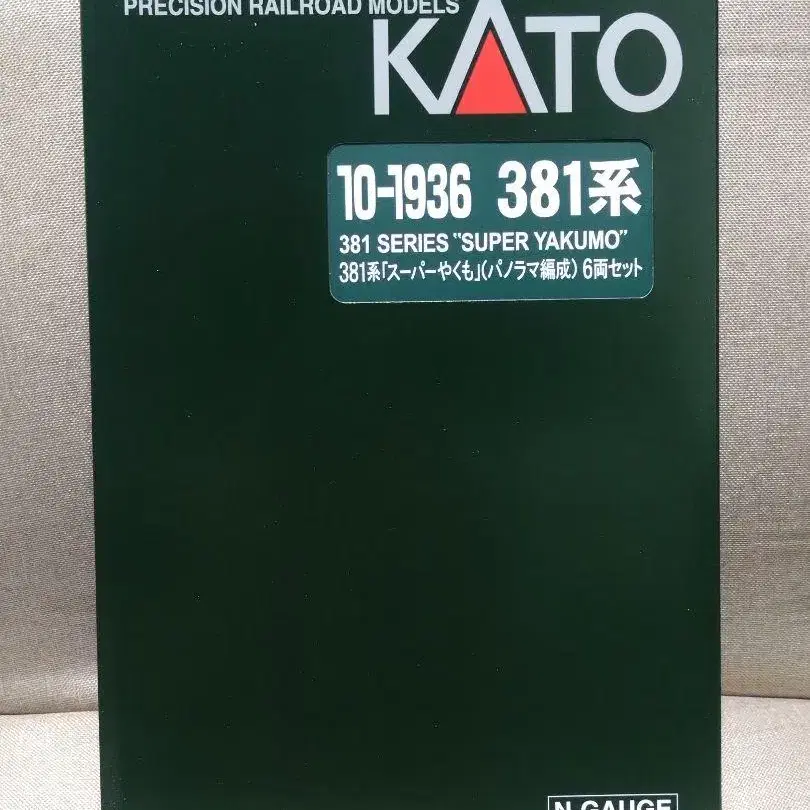 PRECISION RAILROAD MODELS
KATO
10-1936 381系
381 SERIES "SUPER YAKUMO"
381系「スーパーやくも」(パノラマ編成) 6両セット
N GAUGE